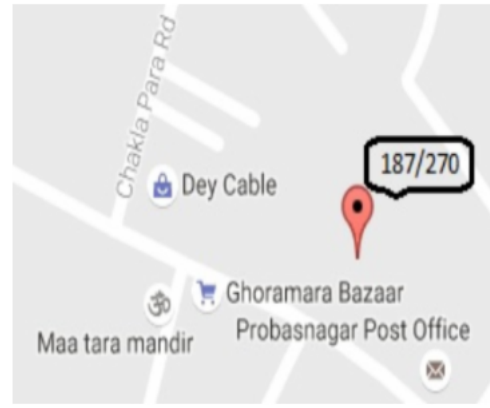 Chakla Para Rd
187/270
Dey Cable
Ghoramara Bazaar
Probasnagar Post Office
Maa tara mandir
ॐ